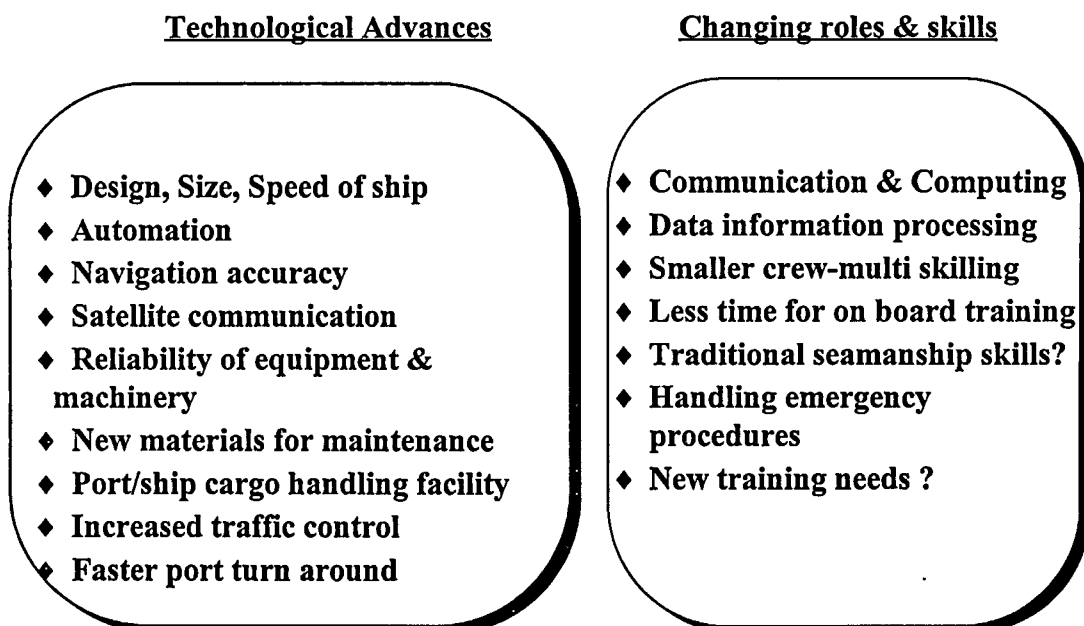 Technological Advances
♦ Design, Size, Speed of ship
♦ Automation
♦ Navigation accuracy
♦ Satellite communication
♦ Reliability of equipment &
machinery
♦ New materials for maintenance
♦ Port/ship cargo handling facility
♦ Increased traffic control
♦ Faster port turn around
Changing roles & skills
♦ Communication & Computing
♦ Data information processing
♦ Smaller crew-multi skilling
♦ Less time for on board training
♦ Traditional seamanship skills?
♦ Handling emergency
procedures
♦ New training needs ?